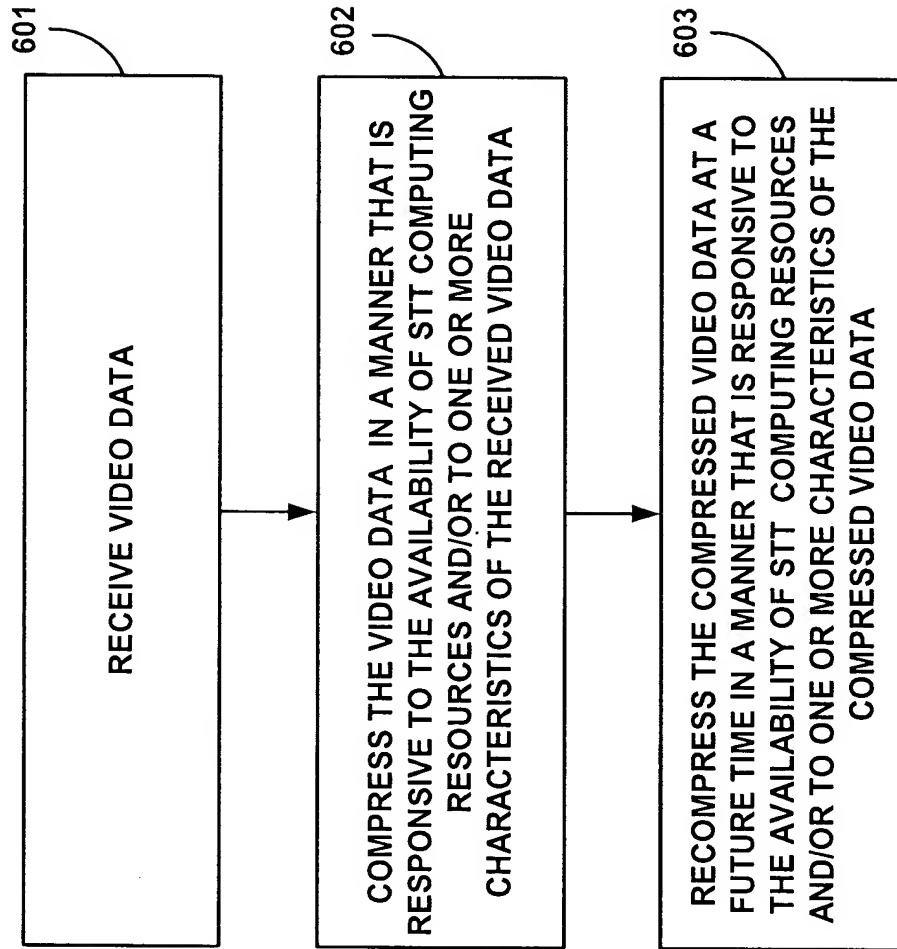 601
RECEIVE VIDEO DATA
602
COMPRESS THE VIDEO DATA IN A MANNER THAT IS
RESPONSIVE TO THE AVAILABILITY OF STT COMPUTING
RESOURCES AND/OR TO ONE OR MORE
CHARACTERISTICS OF THE RECEIVED VIDEO DATA
603
RECOMPRESS THE COMPRESSED VIDEO DATA AT A
FUTURE TIME IN A MANNER THAT IS RESPONSIVE TO
THE AVAILABILITY OF STT COMPUTING RESOURCES
AND/OR TO ONE OR MORE CHARACTERISTICS OF THE
COMPRESSED VIDEO DATA